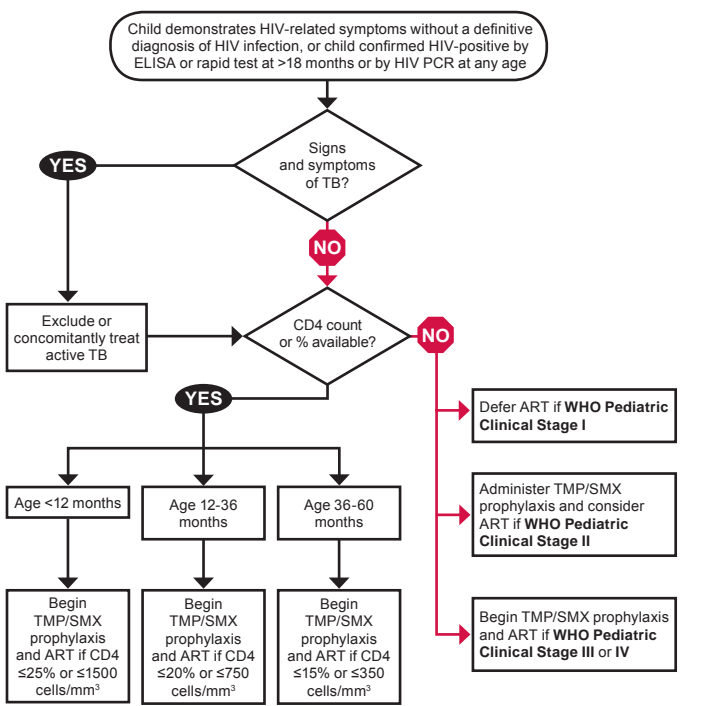 Child demonstrates HIV-related symptoms without a definitive
diagnosis of HIV infection, or child confirmed HIV-positive by
ELISA or rapid test at >18 months or by HIV PCR at any age
Signs
and symptoms
of TB?
YES
NO
Exclude or
concomitantly treat
active TB
CD4 count
or % available?
NO
YES
Defer ART if WHO Pediatric
Clinical Stage I
Administer TMP/SMX
prophylaxis and consider
ART if WHO Pediatric
Clinical Stage II
Begin TMP/SMX prophylaxis
and ART if WHO Pediatric
Clinical Stage III or IV
Age <12 months
Age 12-36
months
Age 36-60
months
Begin
TMP/SMX
prophylaxis
and ART if CD4
≤25% or ≤1500
cells/mm³
Begin
TMP/SMX
prophylaxis
and ART if CD4
≤20% or ≤750
cells/mm³
Begin
TMP/SMX
prophylaxis
and ART if CD4
≤15% or ≤350
cells/mm³